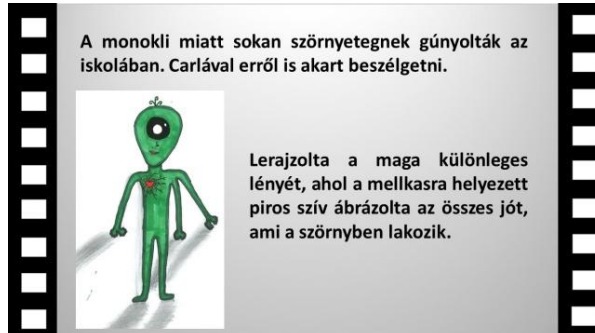 A monokli miatt sokan szörnyetegnek gúnyolták az
iskolában. Carlával erről is akart beszélgetni.
Lerajzolta a maga különleges
lényét, ahol a mellkasra helyezett
piros szív ábrázolta az összes jót,
ami a szörnyben lakozik.